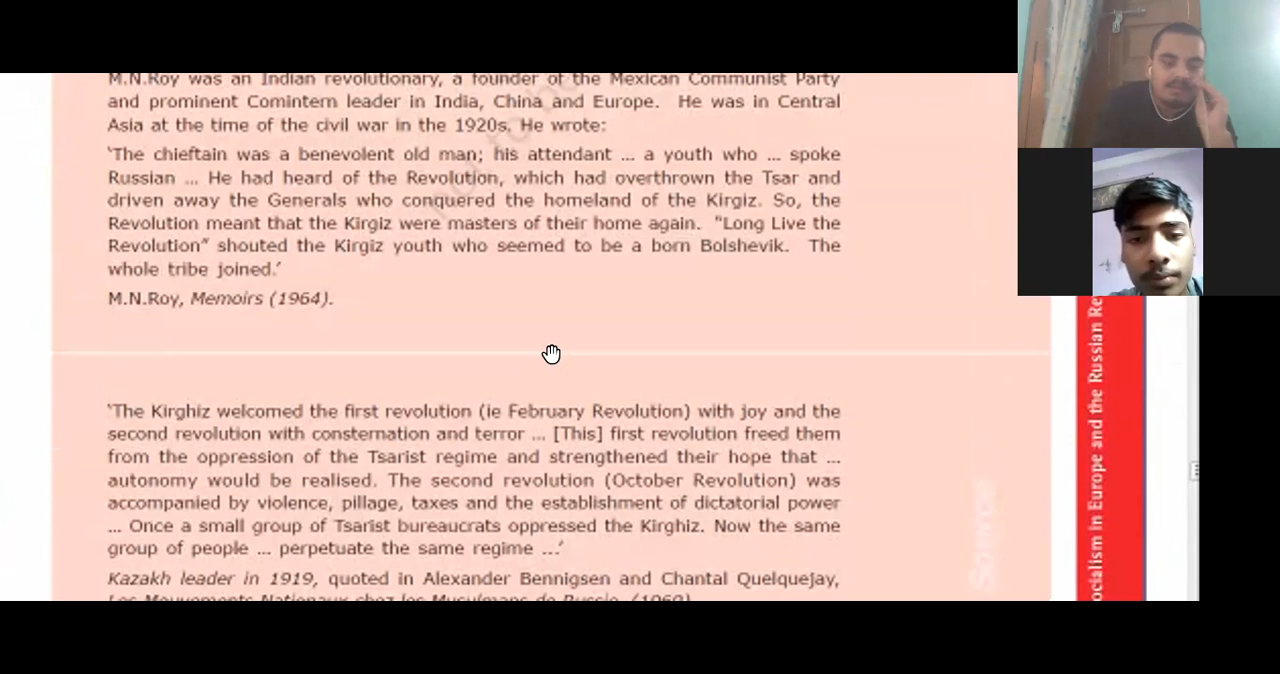 M.N.Roy was an Indian revolutionary, a founder of the Mexican Communist Party
and prominent Comintern leader in India, China and Europe. He was in Central
Asia at the time of the civil war in the 1920s. He wrote:
‘The chieftain was a benevolent old man; his attendant ... a youth who ... spoke
Russian ... He had heard of the Revolution, which had overthrown the Tsar and
driven away the Generals who conquered the homeland of the Kirgiz. So, the
Revolution meant that the Kirgiz were masters of their home again. “Long Live the
Revolution” shouted the Kirgiz youth who seemed to be a born Bolshevik. The
whole tribe joined.’
M.N.Roy, Memoirs (1964).
‘The Kirghiz welcomed the first revolution (ie February Revolution) with joy and the
second revolution with consternation and terror ... [This] first revolution freed them
from the oppression of the Tsarist regime and strengthened their hope that ...
autonomy would be realised. The second revolution (October Revolution) was
accompanied by violence, pillage, taxes and the establishment of dictatorial power
... Once a small group of Tsarist bureaucrats oppressed the Kirghiz. Now the same
group of people ... perpetuate the same regime ...’
Kazakh leader in 1919, quoted in Alexander Bennigsen and Chantal Quelquejay,
Les Mouvements Nationaux chez les Musulmans de Russie, (1960).
ocialism in Europe and the Russian Re